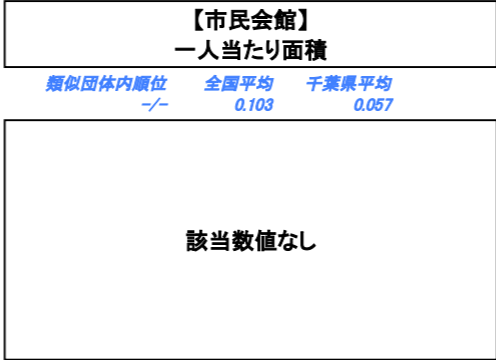 【市民会館】
一人当たり面積
類似団体内順位 全国平均 千葉県平均
-/- 0.103 0.057
該当数値なし